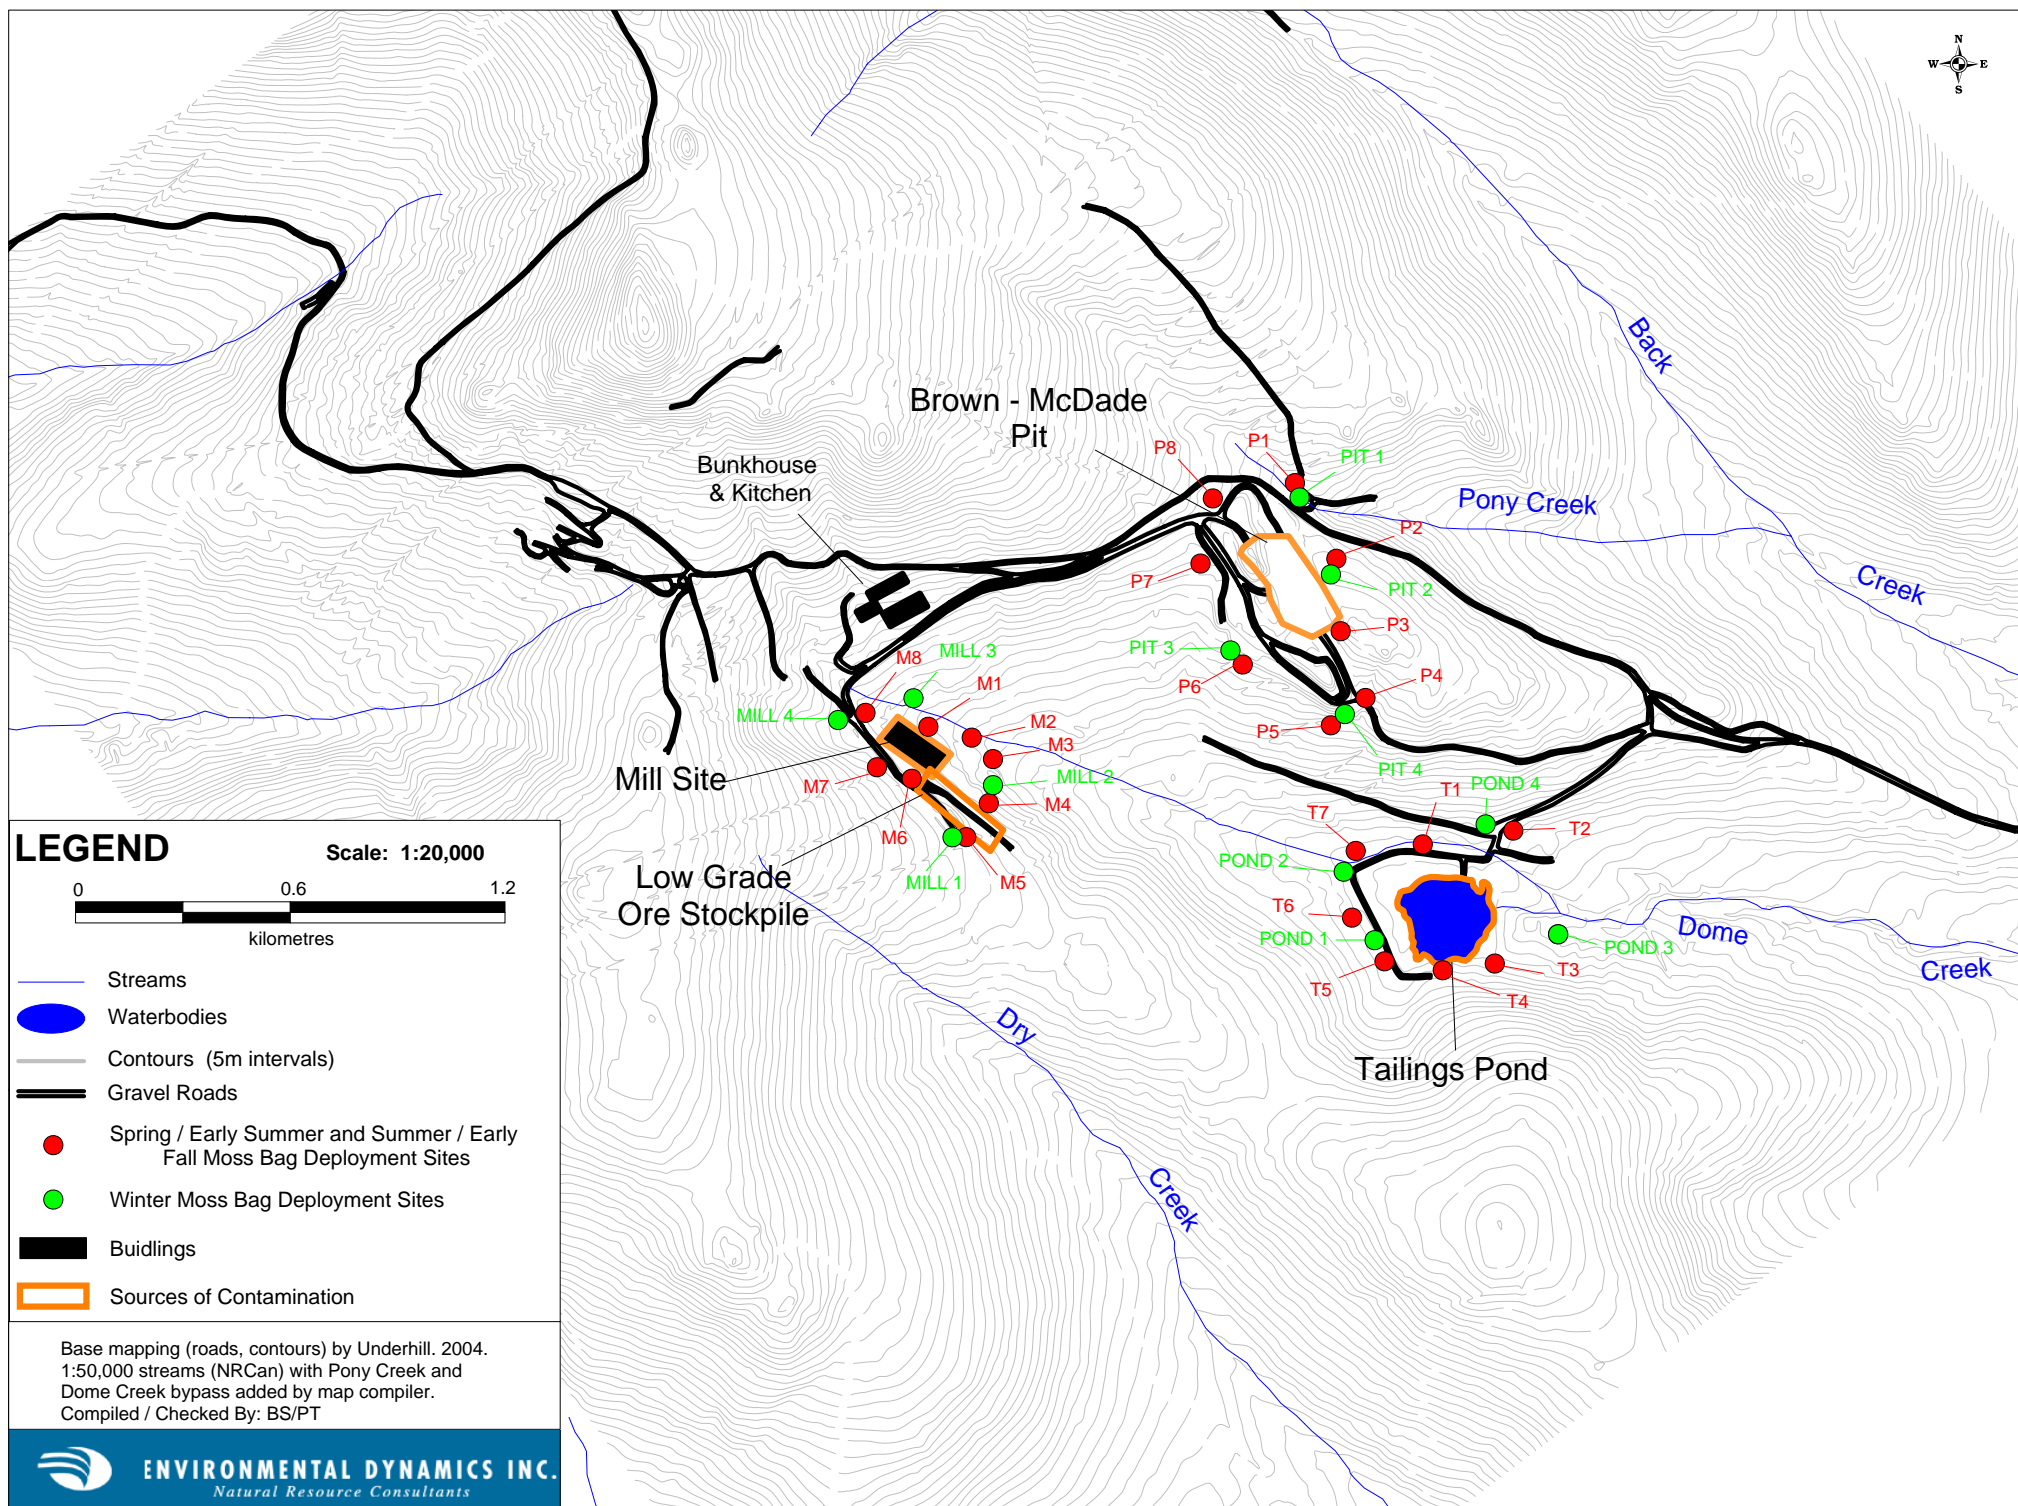 N
W E
S
Back
Creek
Pony Creek
Brown - McDade
Pit
Bunkhouse
& Kitchen
P8
P1
PIT 1
P2
PIT 2
P7
P3
PIT 3
P6
P4
P5
PIT 4
M8
MILL 3
M1
MILL 4
M2
M3
MILL 2
M4
Mill Site
M7
M6
MILL 1
M5
Low Grade
Ore Stockpile
T7
T1
POND 4
T2
POND 2
T6
POND 1
T5
T4
T3
POND 3
Dome
Creek
Tailings Pond
Dry
Creek
LEGEND
Scale: 1:20,000
0 0.6 1.2
kilometres
Streams
Waterbodies
Contours (5m intervals)
Gravel Roads
Spring / Early Summer and Summer / Early
Fall Moss Bag Deployment Sites
Winter Moss Bag Deployment Sites
Buidlings
Sources of Contamination
Base mapping (roads, contours) by Underhill. 2004.
1:50,000 streams (NRCan) with Pony Creek and
Dome Creek bypass added by map compiler.
Compiled / Checked By: BS/PT
ENVIRONMENTAL DYNAMICS INC.
Natural Resource Consultants